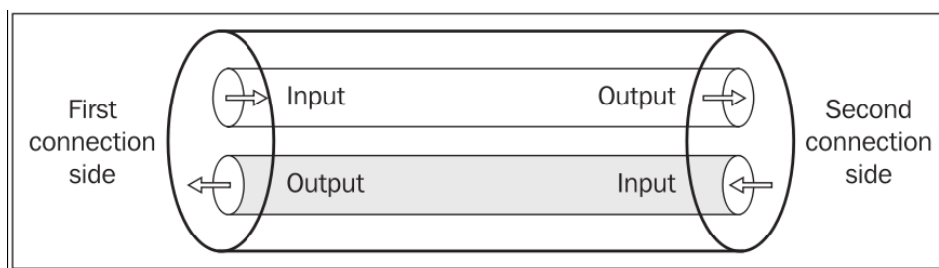 First
connection
side
Input
Output
Output
Input
Second
connection
side